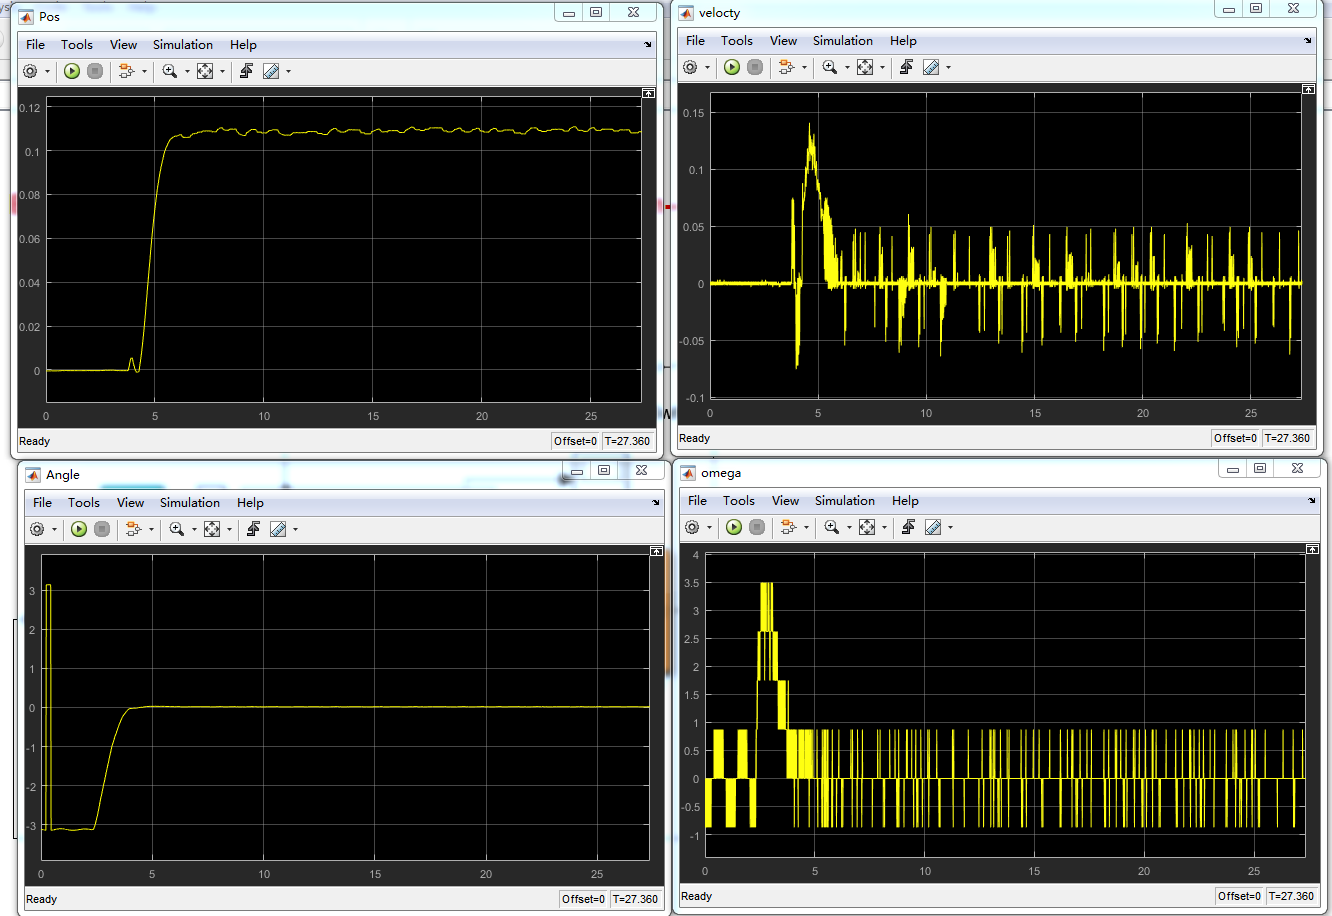 Pos
File Tools View Simulation Help
0.12
0.1
0.08
0.06
0.04
0.02
0
0 5 10 15 20 25
Ready Offset=0 T=27.360
velocty
File Tools View Simulation Help
0.15
0.1
0.05
0
-0.05
-0.1
0 5 10 15 20 25
Ready Offset=0 T=27.360
Angle
File Tools View Simulation Help
3
2
1
0
-1
-2
-3
0 5 10 15 20 25
Ready Offset=0 T=27.360
omega
File Tools View Simulation Help
4
3.5
3
2.5
2
1.5
1
0.5
0
-0.5
-1
0 5 10 15 20 25
Ready Offset=0 T=27.360